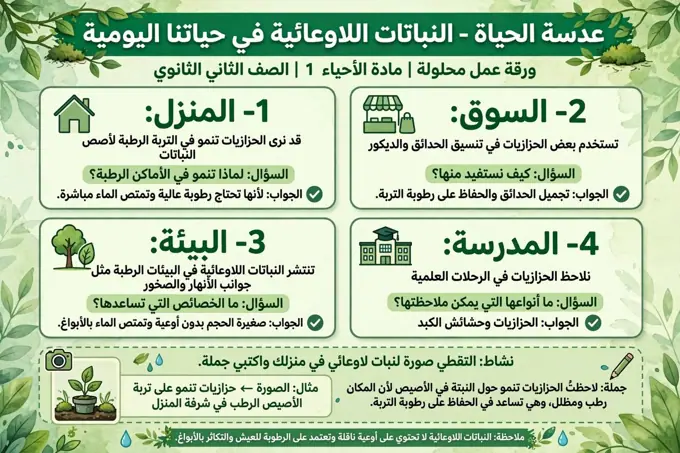 عدسة الحياة - النباتات اللاوعائية في حياتنا اليومية
ورقة عمل محلولة | مادة الأحياء 1 | الصف الثاني الثانوي
1- المنزل:
قد نرى الحزازيات تنمو في التربة الرطبة لأصص
النباتات
السؤال: لماذا تنمو في الأماكن الرطبة؟
الجواب: لأنها تحتاج رطوبة عالية وتمتص الماء مباشرة.
2- السوق:
تستخدم بعض الحزازيات في تنسيق الحدائق والديكور
السؤال: كيف نستفيد منها؟
الجواب: تجميل الحدائق والحفاظ على رطوبة التربة.
3- البيئة:
تنتشر النباتات اللاوعائية في البيئات الرطبة مثل
جوانب الأنهار والصخور
السؤال: ما الخصائص التي تساعدها؟
الجواب: صغيرة الحجم بدون أوعية وتمتص الماء بالأبواغ.
4- المدرسة:
نلاحظ الحزازيات في الرحلات العلمية
السؤال: ما أنواعها التي يمكن ملاحظتها؟
الجواب: الحزازيات وحشائش الكبد
نشاط: التقطي صورة لنبات لاوعائي في منزلك واكتبي جملة.
جملة: لاحظتُ الحزازيات تنمو حول النبتة في الأصيص لأن المكان
رطب ومظلل، وهي تساعد في الحفاظ على رطوبة التربة.
مثال: الصورة ← حزازيات تنمو على تربة
الأصيص الرطب في شرفة المنزل
ملاحظة: النباتات اللاوعائية لا تحتوي على أوعية ناقلة وتعتمد على الرطوبة للعيش والتكاثر بالأبواغ.